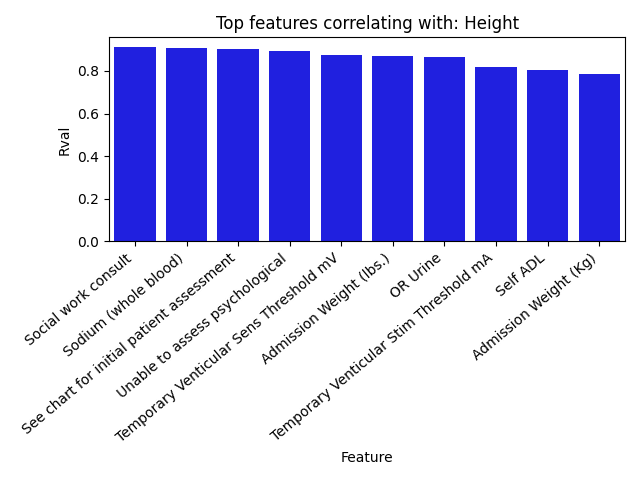 Top features correlating with: Height
Rval
0.8
0.6
0.4
0.2
0.0
Social work consult
Sodium (whole blood)
See chart for initial patient assessment
Unable to assess psychological
Temporary Venticular Sens Threshold mV
Admission Weight (lbs.)
OR Urine
Temporary Venticular Stim Threshold mA
Self ADL
Admission Weight (Kg)
Feature